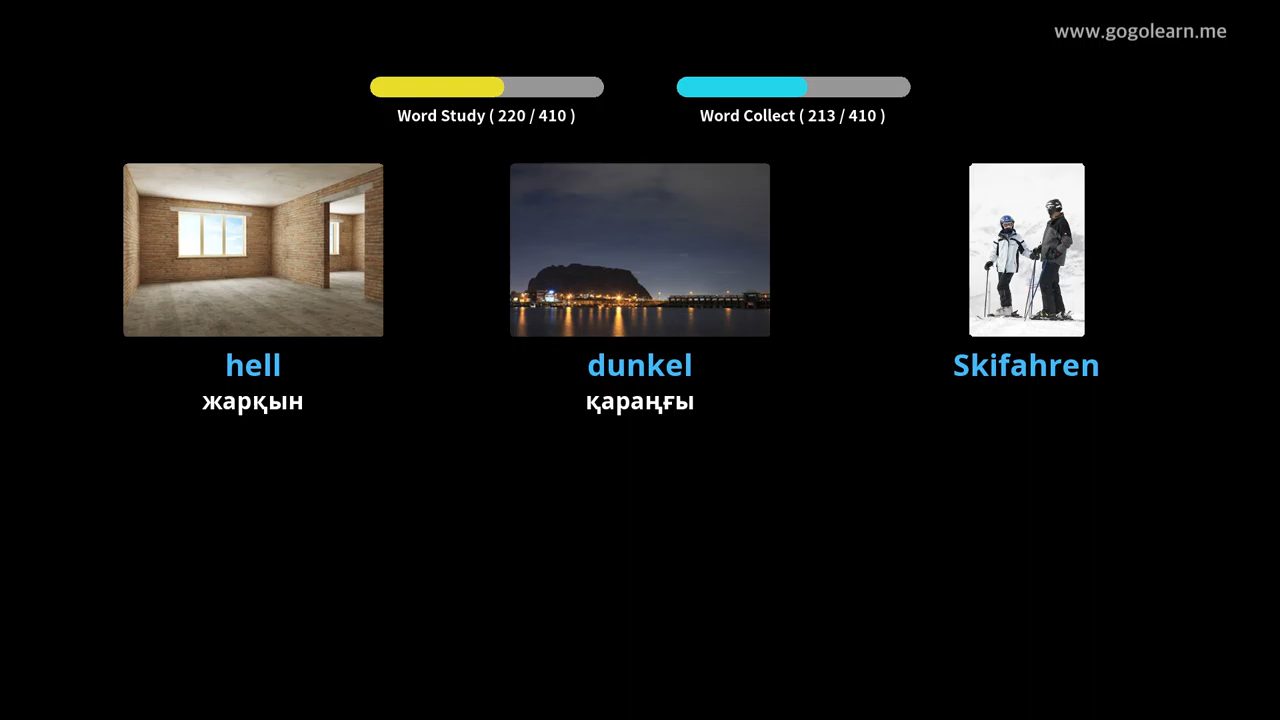 www.gogolearn.me
Word Study ( 220 / 410 )
Word Collect ( 213 / 410 )
hell
dunkel
Skifahren
жарқын
қараңғы